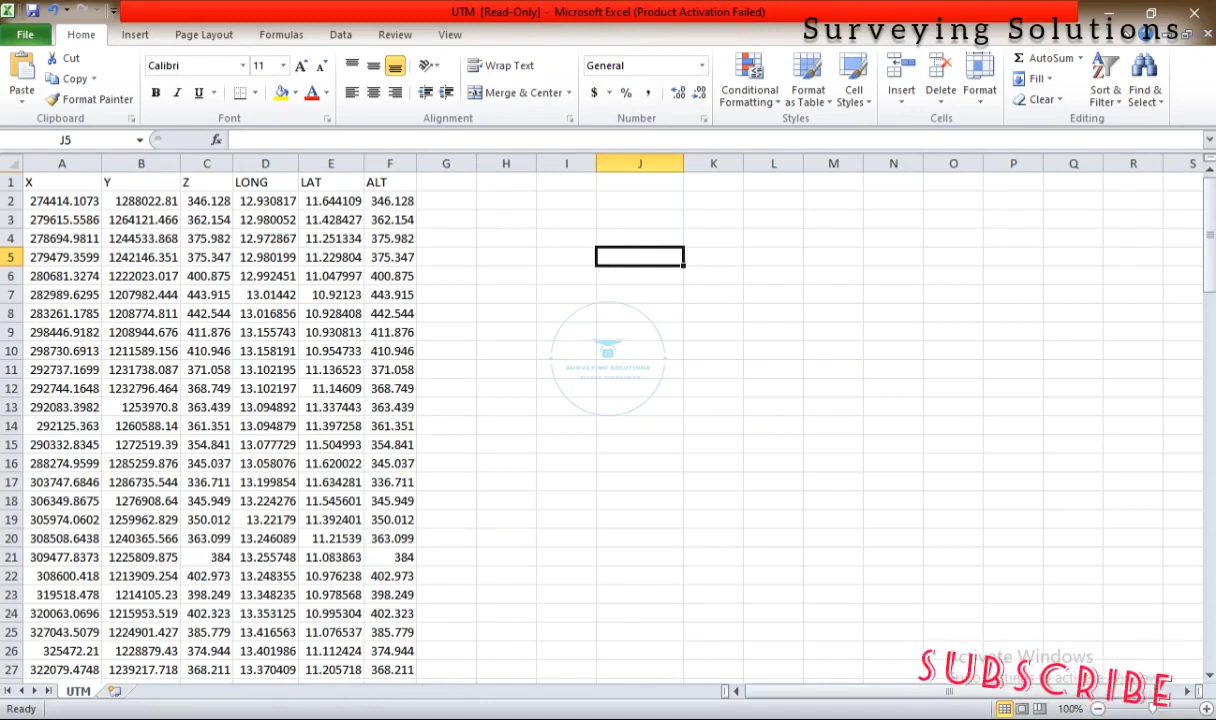 UTM [Read-Only] - Microsoft Excel (Product Activation Failed)
Surveying Solutions
File Home Insert Page Layout Formulas Data Review View
Paste
Cut
Copy
Format Painter
Clipboard
Calibri 11
B I U
Font
Wrap Text
Merge & Center
Alignment
General
$ % ,
Number
Conditional Formatting
Format as Table
Cell Styles
Styles
Insert Delete Format
Cells
Σ AutoSum
Fill
Clear
Sort & Filter
Find & Select
Editing
J5 fx
A B C D E F G H I J K L M N O P Q R S
1 X Y Z LONG LAT ALT
2 274414.1073 1288022.81 346.128 12.930817 11.644109 346.128
3 279615.5586 1264121.466 362.154 12.980052 11.428427 362.154
4 278694.9811 1244533.868 375.982 12.972867 11.251334 375.982
5 279479.3599 1242146.351 375.347 12.980199 11.229804 375.347
6 280681.3274 1222023.017 400.875 12.992451 11.047997 400.875
7 282989.6295 1207982.444 443.915 13.01442 10.92123 443.915
8 283261.1785 1208774.811 442.544 13.016856 10.928408 442.544
9 298446.9182 1208944.676 411.876 13.155743 10.930813 411.876
10 298730.6913 1211589.156 410.946 13.158191 10.954733 410.946
11 292737.1699 1231738.087 371.058 13.102195 11.136523 371.058
12 292744.1648 1232796.464 368.749 13.102197 11.14609 368.749
13 292083.3982 1253970.8 363.439 13.094892 11.337443 363.439
14 292125.363 1260588.14 361.351 13.094879 11.397258 361.351
15 290332.8345 1272519.39 354.841 13.077729 11.504993 354.841
16 288274.9599 1285259.876 345.037 13.058076 11.620022 345.037
17 303747.6846 1286735.544 336.711 13.199854 11.634281 336.711
18 306349.8675 1276908.64 345.949 13.224276 11.545601 345.949
19 305974.0602 1259962.829 350.012 13.22179 11.392401 350.012
20 308508.6438 1240365.566 363.099 13.246089 11.21539 363.099
21 309477.8373 1225809.875 384 13.255748 11.083863 384
22 308600.418 1213909.254 402.973 13.248355 10.976238 402.973
23 319518.478 1214105.23 398.249 13.348235 10.978568 398.249
24 320063.0696 1215953.519 402.323 13.353125 10.995304 402.323
25 327043.5079 1224901.427 385.779 13.416563 11.076537 385.779
26 325472.21 1228879.43 374.944 13.401986 11.112424 374.944
27 322079.4748 1239217.718 368.211 13.370409 11.205718 368.211
SURVEYING SOLUTIONS
Activate Windows
SUBSCRIBE
UTM
Ready 100%